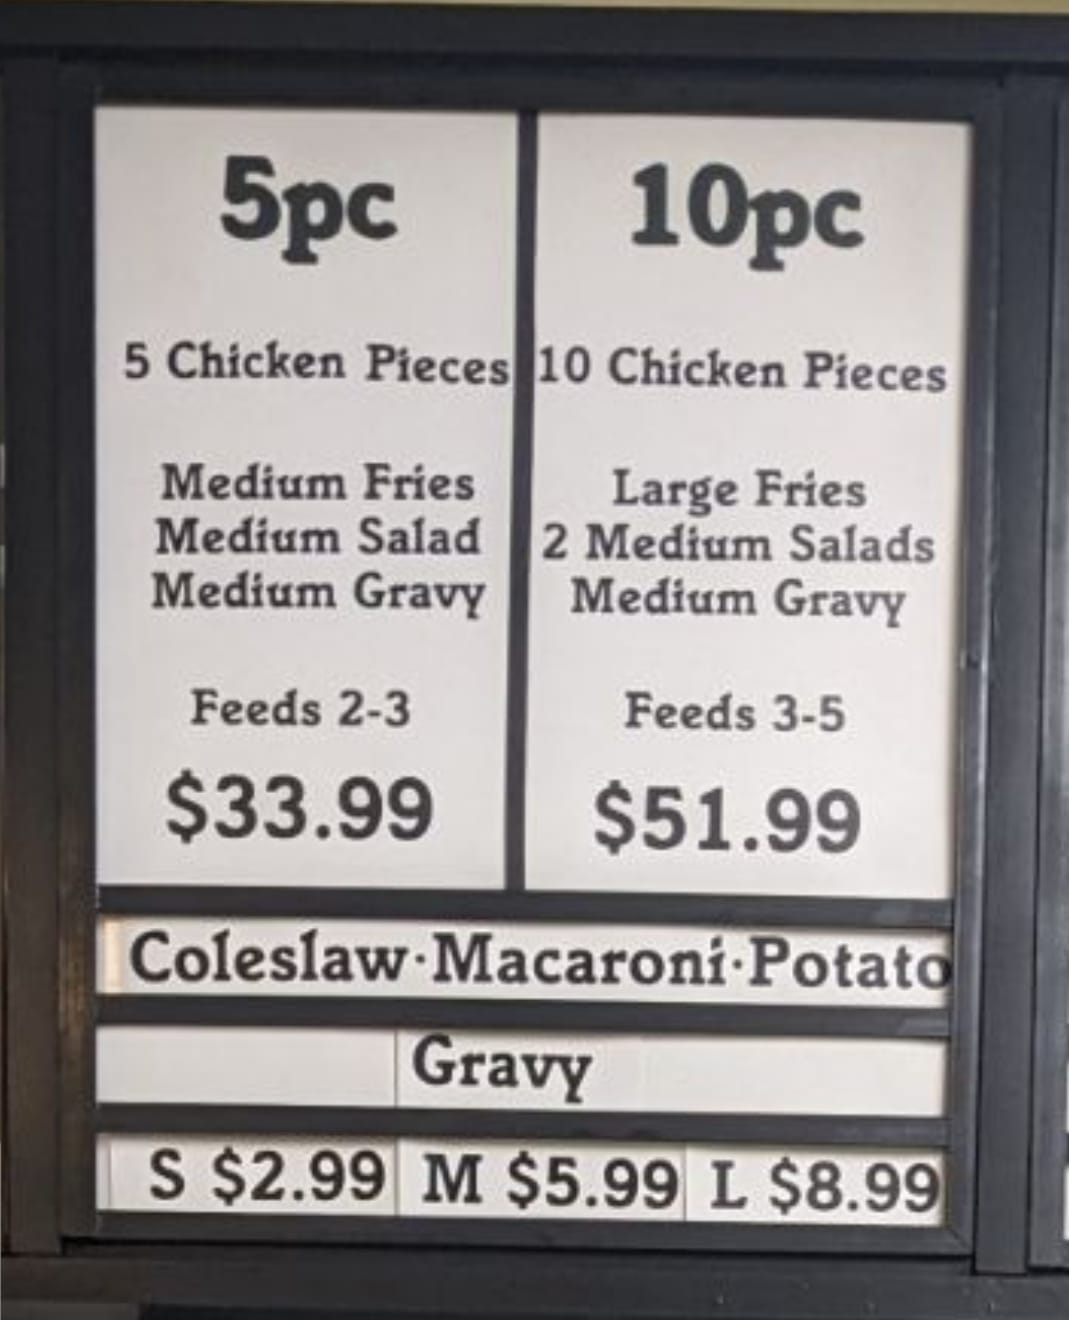 5pc
5 Chicken Pieces
Medium Fries
Medium Salad
Medium Gravy
Feeds 2-3
$33.99
10pc
10 Chicken Pieces
Large Fries
2 Medium Salads
Medium Gravy
Feeds 3-5
$51.99
Coleslaw·Macaroni·Potato
Gravy
S $2.99 M $5.99 L $8.99